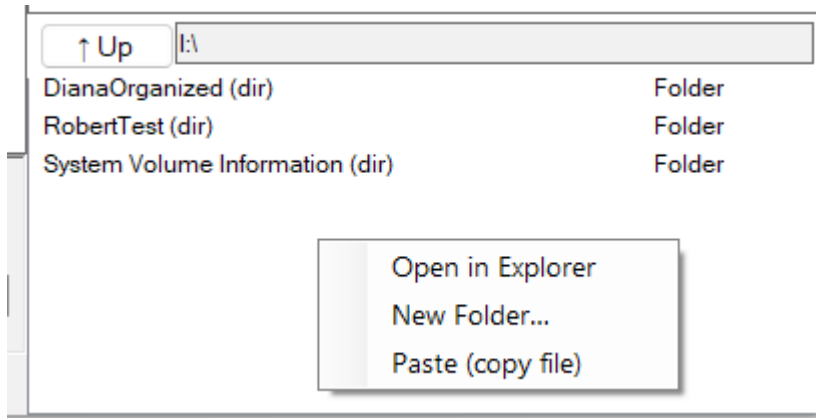 ↑ Up I:\
DianaOrganized (dir) Folder
RobertTest (dir) Folder
System Volume Information (dir) Folder
Open in Explorer
New Folder...
Paste (copy file)